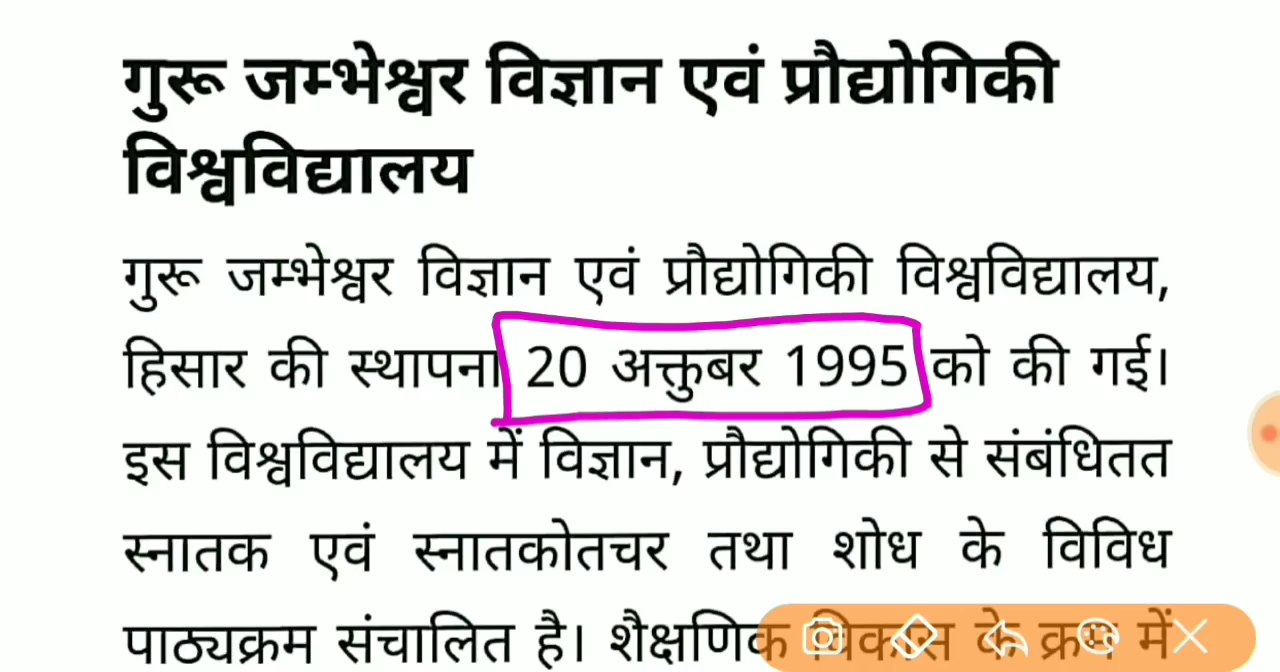 गुरू जम्भेश्वर विज्ञान एवं प्रौद्योगिकी
विश्वविद्यालय
गुरू जम्भेश्वर विज्ञान एवं प्रौद्योगिकी विश्वविद्यालय,
हिसार की स्थापना 20 अक्तुबर 1995 को की गई।
इस विश्वविद्यालय में विज्ञान, प्रौद्योगिकी से संबंधितत
स्नातक एवं स्नातकोतचर तथा शोध के विविध
पाठ्यक्रम संचालित है। शैक्षणिक विकास के क्रम में